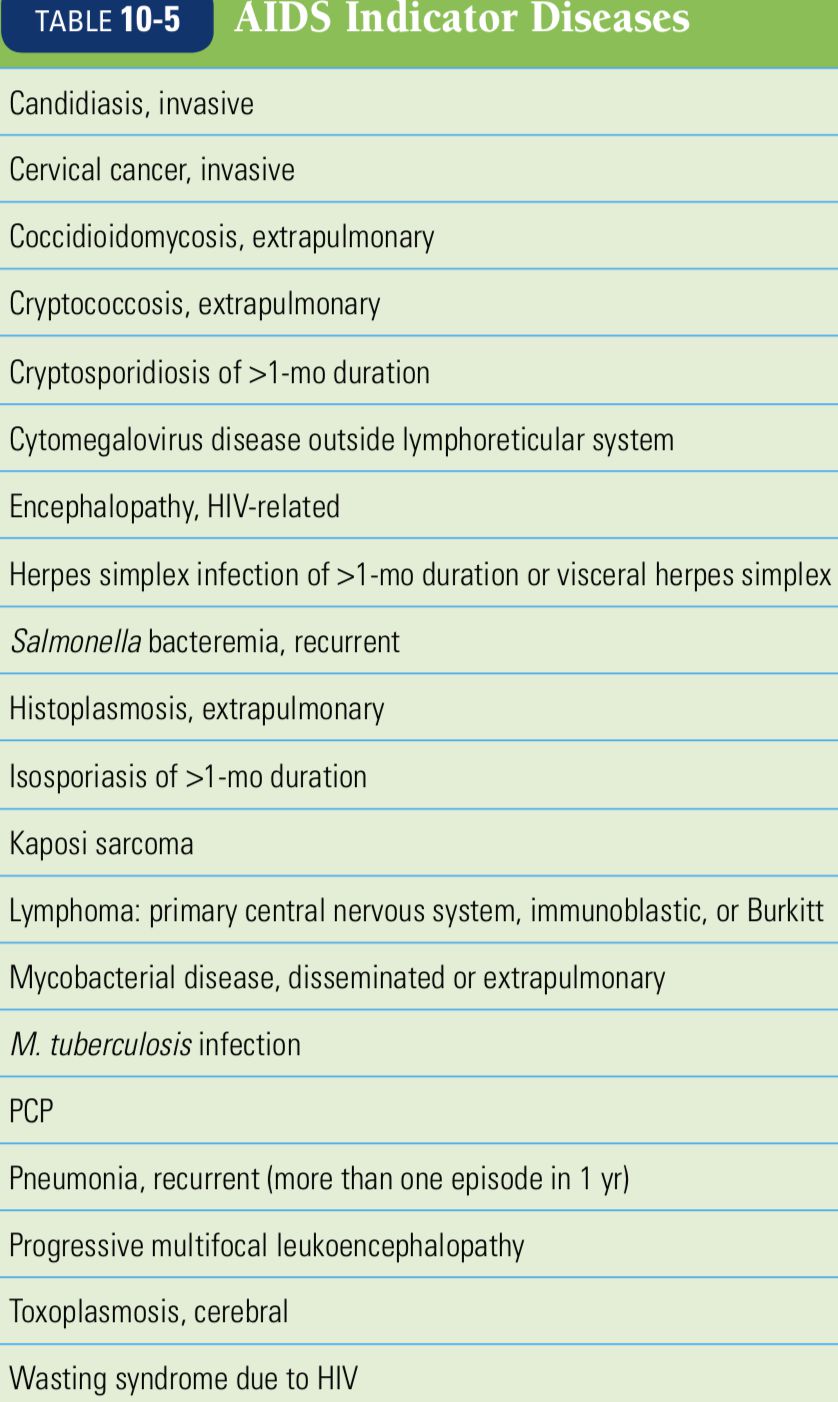 TABLE 10-5 AIDS Indicator Diseases
Candidiasis, invasive
Cervical cancer, invasive
Coccidioidomycosis, extrapulmonary
Cryptococcosis, extrapulmonary
Cryptosporidiosis of >1-mo duration
Cytomegalovirus disease outside lymphoreticular system
Encephalopathy, HIV-related
Herpes simplex infection of >1-mo duration or visceral herpes simplex
Salmonella bacteremia, recurrent
Histoplasmosis, extrapulmonary
Isosporiasis of >1-mo duration
Kaposi sarcoma
Lymphoma: primary central nervous system, immunoblastic, or Burkitt
Mycobacterial disease, disseminated or extrapulmonary
M. tuberculosis infection
PCP
Pneumonia, recurrent (more than one episode in 1 yr)
Progressive multifocal leukoencephalopathy
Toxoplasmosis, cerebral
Wasting syndrome due to HIV